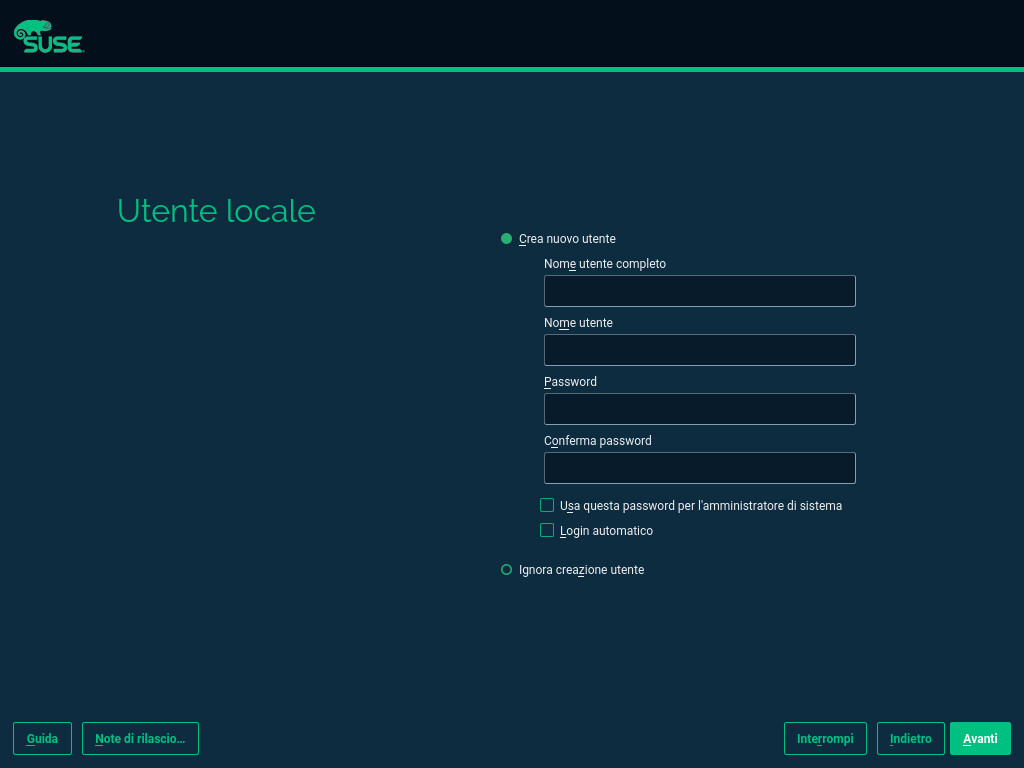 SUSE
Utente locale
Crea nuovo utente
Nome utente completo
Nome utente
Password
Conferma password
Usa questa password per l'amministratore di sistema
Login automatico
Ignora creazione utente
Guida
Note di rilascio...
Interrompi
Indietro
Avanti